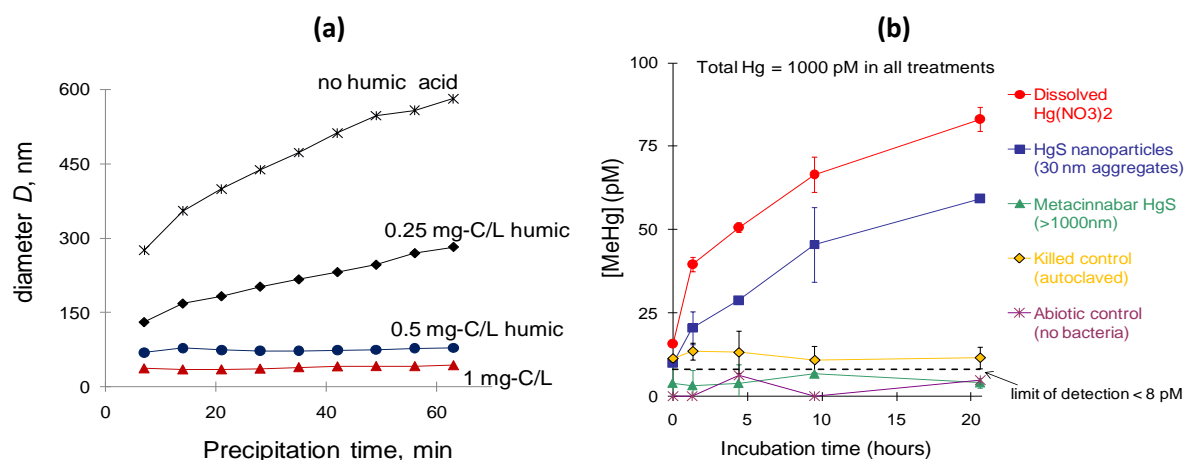 (a)
no humic acid
0.25 mg-C/L humic
0.5 mg-C/L humic
1 mg-C/L
600
450
300
150
0
diameter D, nm
0
20
40
60
Precipitation time, min
(b)
Total Hg = 1000 pM in all treatments
100
75
50
25
0
[MeHg] (pM)
0
5
10
15
20
Incubation time (hours)
Dissolved
Hg(NO3)2
HgS nanoparticles
(30 nm aggregates)
Metacinnabar HgS
(>1000nm)
Killed control
(autoclaved)
Abiotic control
(no bacteria)
limit of detection < 8 pM